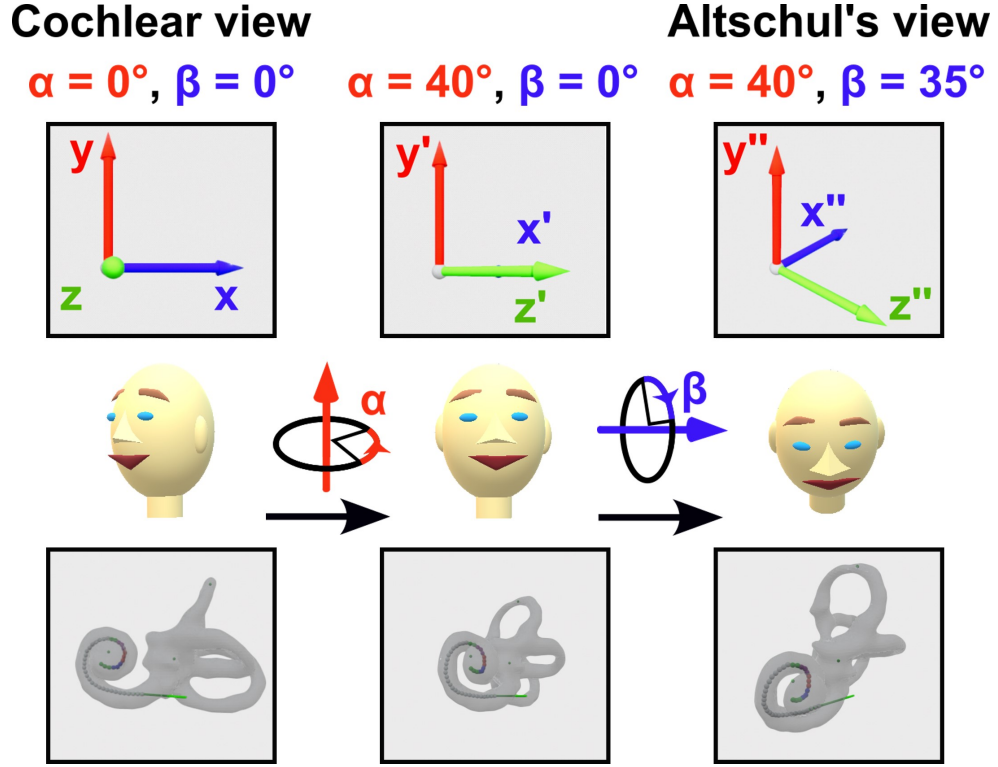 Cochlear view
Altschul's view
α = 0°, β = 0°
α = 40°, β = 0°
α = 40°, β = 35°
y
z
x
y'
x'
z'
y''
x''
z''
α
β